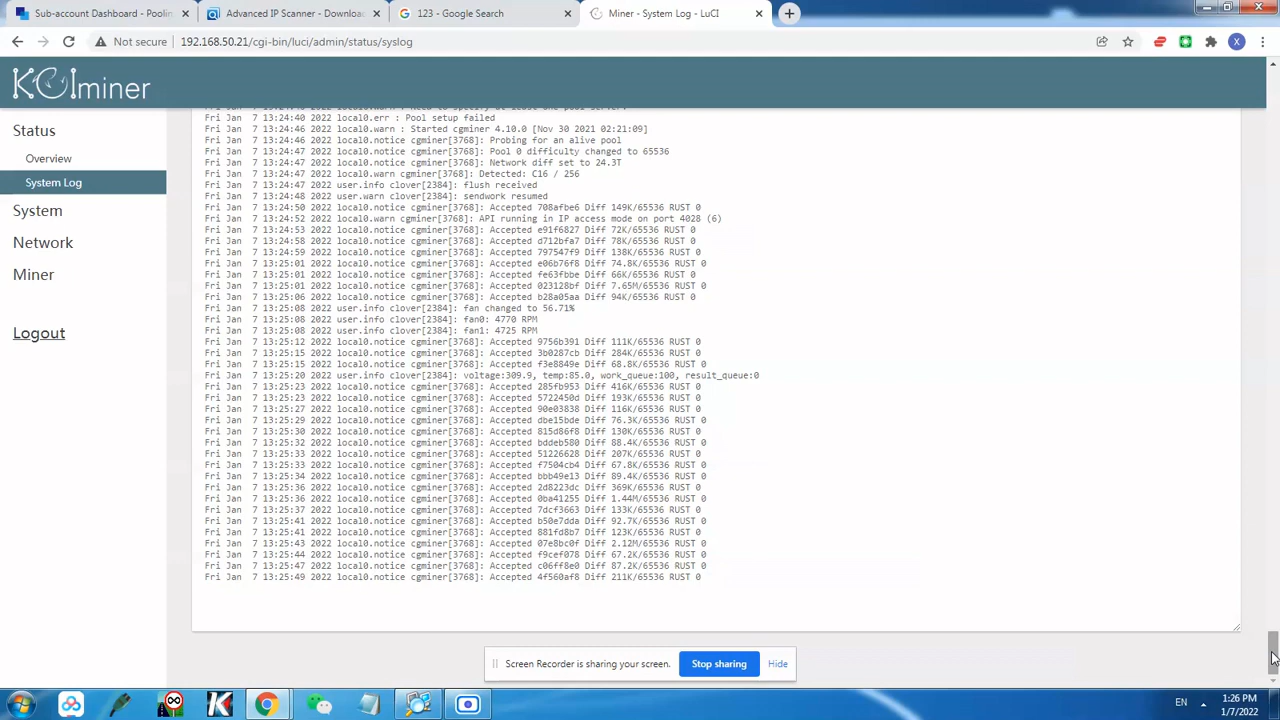 Sub-account Dashboard - Poolin
Advanced IP Scanner - Downloa
123 - Google Search
Miner - System Log - LuCI
Not secure
192.168.50.21/cgi-bin/luci/admin/status/syslog
X
KOIminer
Status
Overview
System Log
System
Network
Miner
Logout
Fri Jan 7 13:24:40 2022 local0.warn : Need to specify at least one pool server.
Fri Jan 7 13:24:40 2022 local0.err : Pool setup failed
Fri Jan 7 13:24:46 2022 local0.warn : Started cgminer 4.10.0 [Nov 30 2021 02:21:09]
Fri Jan 7 13:24:46 2022 local0.notice cgminer[3768]: Probing for an alive pool
Fri Jan 7 13:24:47 2022 local0.notice cgminer[3768]: Pool 0 difficulty changed to 65536
Fri Jan 7 13:24:47 2022 local0.notice cgminer[3768]: Network diff set to 24.3T
Fri Jan 7 13:24:47 2022 local0.warn cgminer[3768]: Detected: C16 / 256
Fri Jan 7 13:24:47 2022 user.info clover[2384]: flush received
Fri Jan 7 13:24:48 2022 user.warn clover[2384]: sendwork resumed
Fri Jan 7 13:24:50 2022 local0.notice cgminer[3768]: Accepted 708afbe6 Diff 149K/65536 RUST 0
Fri Jan 7 13:24:52 2022 local0.warn cgminer[3768]: API running in IP access mode on port 4028 (6)
Fri Jan 7 13:24:53 2022 local0.notice cgminer[3768]: Accepted e91f6827 Diff 72K/65536 RUST 0
Fri Jan 7 13:24:58 2022 local0.notice cgminer[3768]: Accepted d712bfa7 Diff 78K/65536 RUST 0
Fri Jan 7 13:24:59 2022 local0.notice cgminer[3768]: Accepted 797547f9 Diff 138K/65536 RUST 0
Fri Jan 7 13:25:01 2022 local0.notice cgminer[3768]: Accepted e06b76f8 Diff 74.8K/65536 RUST 0
Fri Jan 7 13:25:01 2022 local0.notice cgminer[3768]: Accepted fe63fbbe Diff 66K/65536 RUST 0
Fri Jan 7 13:25:01 2022 local0.notice cgminer[3768]: Accepted 023128bf Diff 7.65M/65536 RUST 0
Fri Jan 7 13:25:06 2022 local0.notice cgminer[3768]: Accepted b28a05aa Diff 94K/65536 RUST 0
Fri Jan 7 13:25:08 2022 user.info clover[2384]: fan changed to 56.71%
Fri Jan 7 13:25:08 2022 user.info clover[2384]: fan0: 4770 RPM
Fri Jan 7 13:25:08 2022 user.info clover[2384]: fan1: 4725 RPM
Fri Jan 7 13:25:12 2022 local0.notice cgminer[3768]: Accepted 9756b391 Diff 111K/65536 RUST 0
Fri Jan 7 13:25:15 2022 local0.notice cgminer[3768]: Accepted 3b0287cb Diff 284K/65536 RUST 0
Fri Jan 7 13:25:15 2022 local0.notice cgminer[3768]: Accepted f3e8849e Diff 68.8K/65536 RUST 0
Fri Jan 7 13:25:20 2022 user.info clover[2384]: voltage:309.9, temp:85.0, work_queue:100, result_queue:0
Fri Jan 7 13:25:23 2022 local0.notice cgminer[3768]: Accepted 285fb953 Diff 416K/65536 RUST 0
Fri Jan 7 13:25:23 2022 local0.notice cgminer[3768]: Accepted 5722450d Diff 193K/65536 RUST 0
Fri Jan 7 13:25:27 2022 local0.notice cgminer[3768]: Accepted 90e03838 Diff 116K/65536 RUST 0
Fri Jan 7 13:25:29 2022 local0.notice cgminer[3768]: Accepted dbe15bde Diff 76.3K/65536 RUST 0
Fri Jan 7 13:25:30 2022 local0.notice cgminer[3768]: Accepted 815d86f8 Diff 130K/65536 RUST 0
Fri Jan 7 13:25:32 2022 local0.notice cgminer[3768]: Accepted bddeb580 Diff 88.4K/65536 RUST 0
Fri Jan 7 13:25:33 2022 local0.notice cgminer[3768]: Accepted 51226628 Diff 207K/65536 RUST 0
Fri Jan 7 13:25:33 2022 local0.notice cgminer[3768]: Accepted f7504cb4 Diff 67.8K/65536 RUST 0
Fri Jan 7 13:25:34 2022 local0.notice cgminer[3768]: Accepted bbb49e13 Diff 89.4K/65536 RUST 0
Fri Jan 7 13:25:36 2022 local0.notice cgminer[3768]: Accepted 2d8223dc Diff 369K/65536 RUST 0
Fri Jan 7 13:25:36 2022 local0.notice cgminer[3768]: Accepted 0ba41255 Diff 1.44M/65536 RUST 0
Fri Jan 7 13:25:37 2022 local0.notice cgminer[3768]: Accepted 7dcf3663 Diff 133K/65536 RUST 0
Fri Jan 7 13:25:41 2022 local0.notice cgminer[3768]: Accepted b50e7dda Diff 92.7K/65536 RUST 0
Fri Jan 7 13:25:41 2022 local0.notice cgminer[3768]: Accepted 881fd8b7 Diff 123K/65536 RUST 0
Fri Jan 7 13:25:43 2022 local0.notice cgminer[3768]: Accepted 07e8bc0f Diff 2.12M/65536 RUST 0
Fri Jan 7 13:25:44 2022 local0.notice cgminer[3768]: Accepted f9cef078 Diff 67.2K/65536 RUST 0
Fri Jan 7 13:25:47 2022 local0.notice cgminer[3768]: Accepted c06ff8e0 Diff 87.2K/65536 RUST 0
Fri Jan 7 13:25:49 2022 local0.notice cgminer[3768]: Accepted 4f560af8 Diff 211K/65536 RUST 0
Screen Recorder is sharing your screen.
Stop sharing
Hide
EN
1:26 PM
1/7/2022